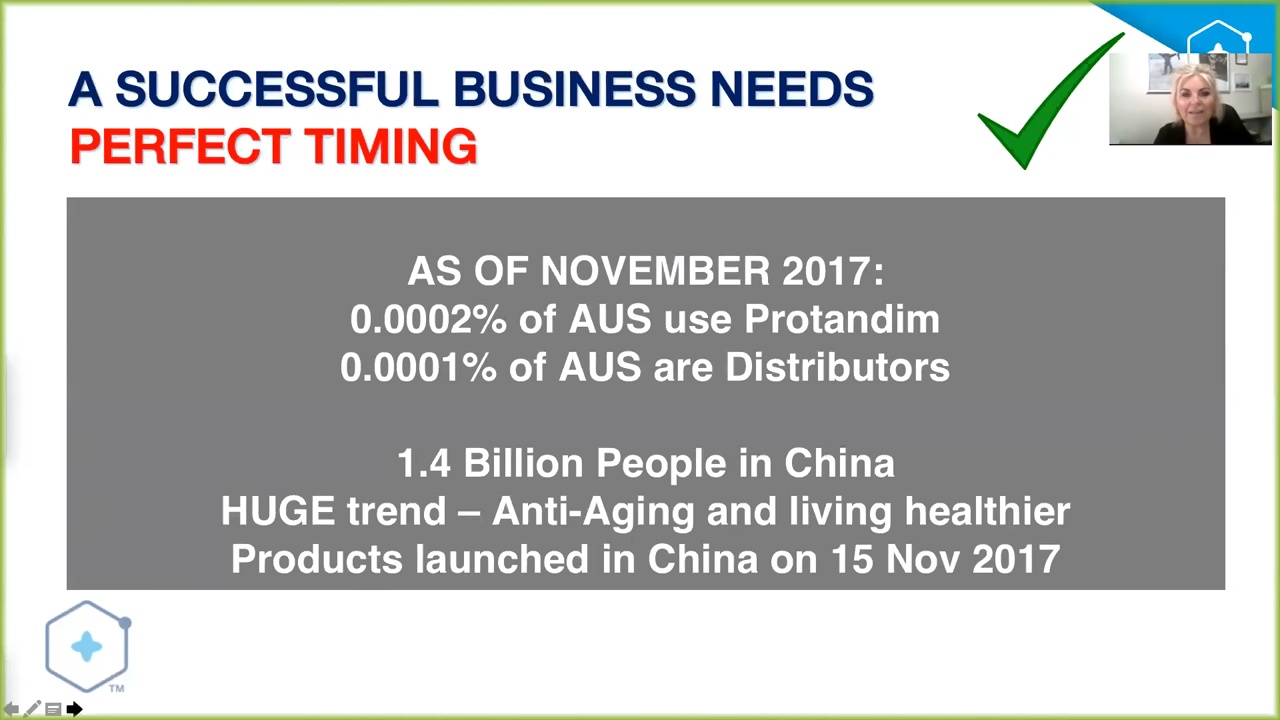 A SUCCESSFUL BUSINESS NEEDS
PERFECT TIMING
AS OF NOVEMBER 2017:
0.0002% of AUS use Protandim
0.0001% of AUS are Distributors
1.4 Billion People in China
HUGE trend – Anti-Aging and living healthier
Products launched in China on 15 Nov 2017
TM